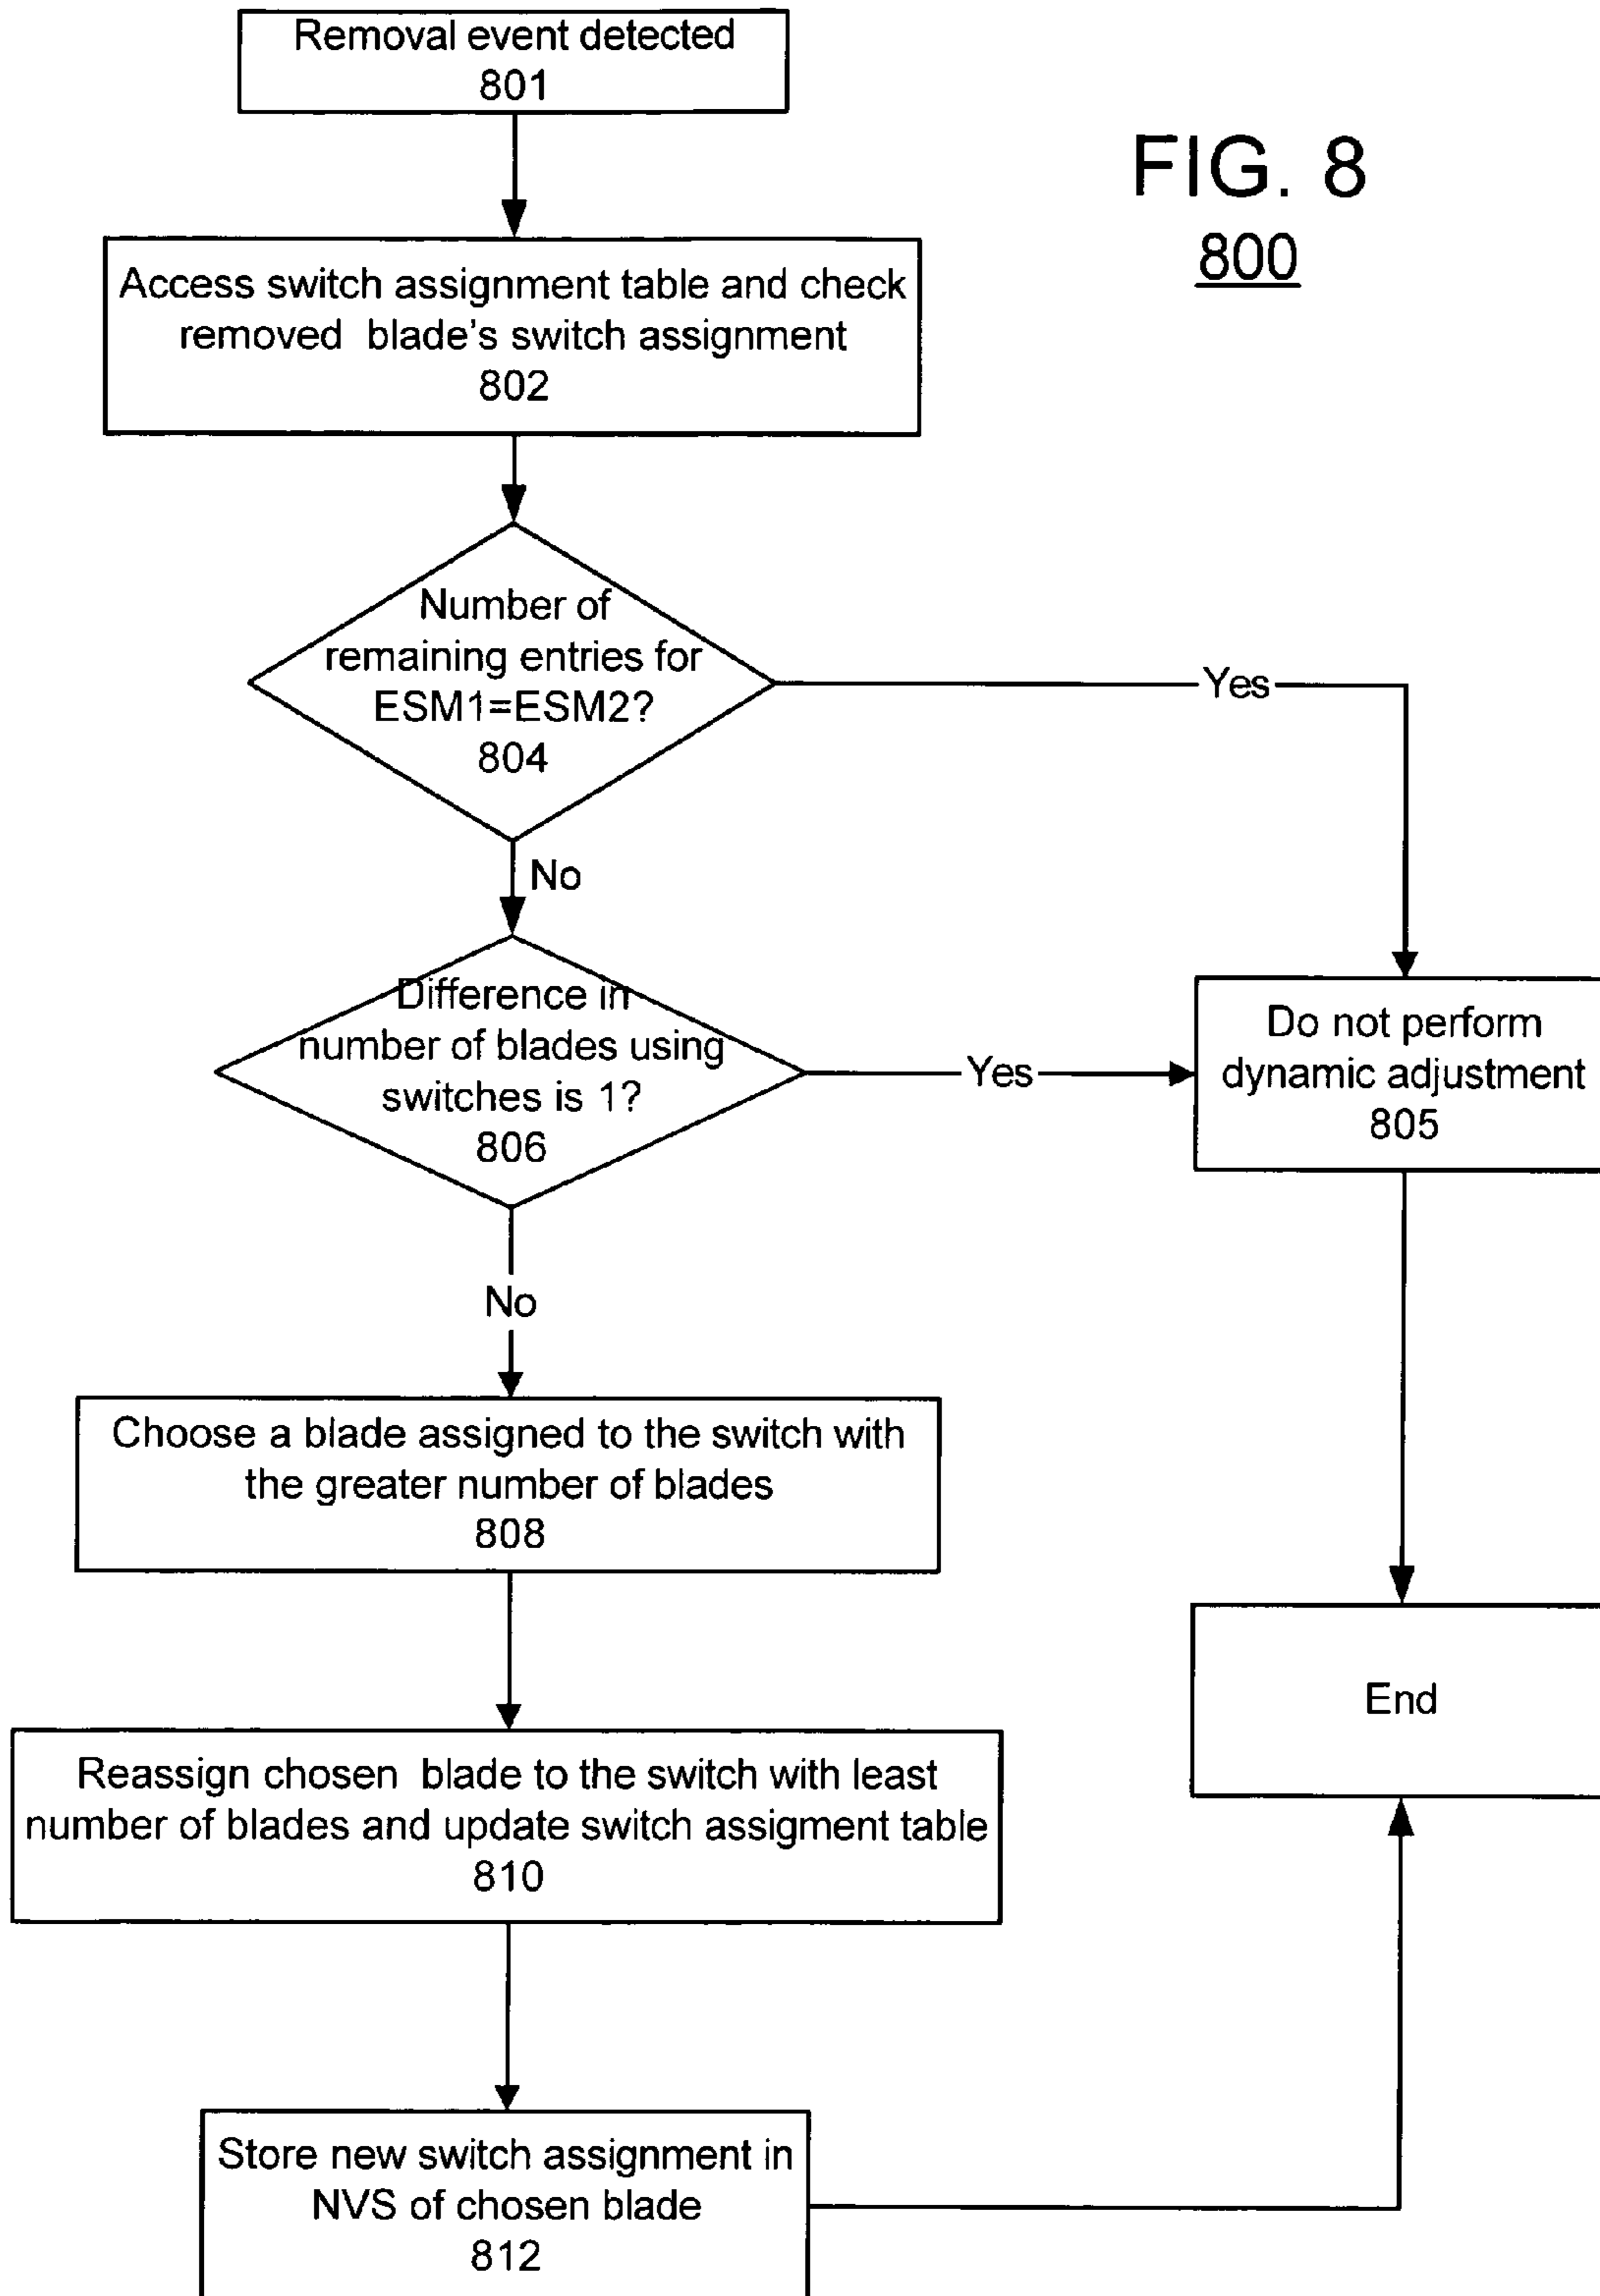 Removal event detected
801
FIG. 8
800
Access switch assignment table and check
removed blade's switch assignment
802
Number of
remaining entries for
ESM1=ESM2?
804
Yes
No
Difference in
number of blades using
switches is 1?
806
Yes
Do not perform
dynamic adjustment
805
No
Choose a blade assigned to the switch with
the greater number of blades
808
End
Reassign chosen blade to the switch with least
number of blades and update switch assigment table
810
Store new switch assignment in
NVS of chosen blade
812